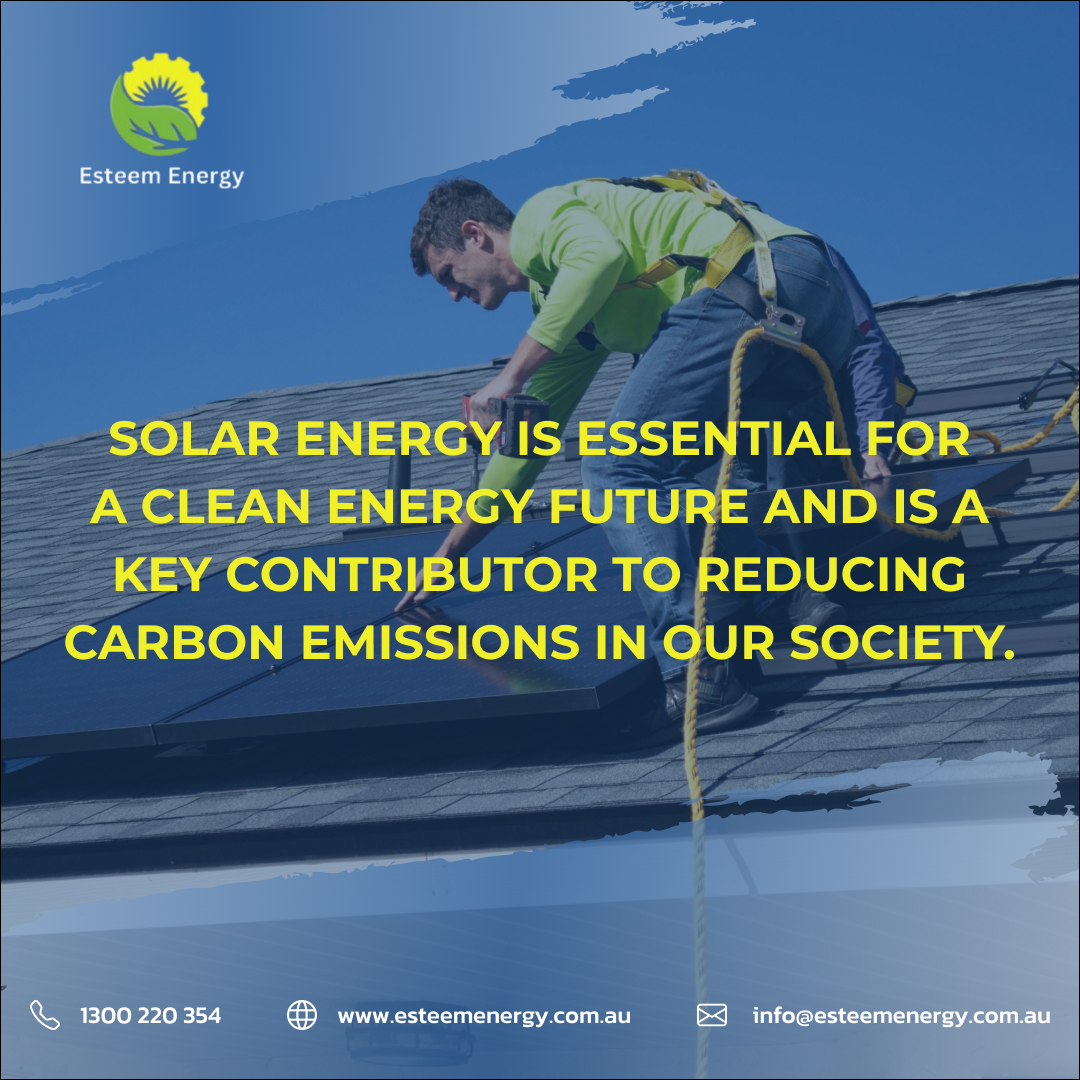 Esteem Energy
SOLAR ENERGY IS ESSENTIAL FOR
A CLEAN ENERGY FUTURE AND IS A
KEY CONTRIBUTOR TO REDUCING
CARBON EMISSIONS IN OUR SOCIETY.
1300 220 354
www.esteemenergy.com.au
info@esteemenergy.com.au